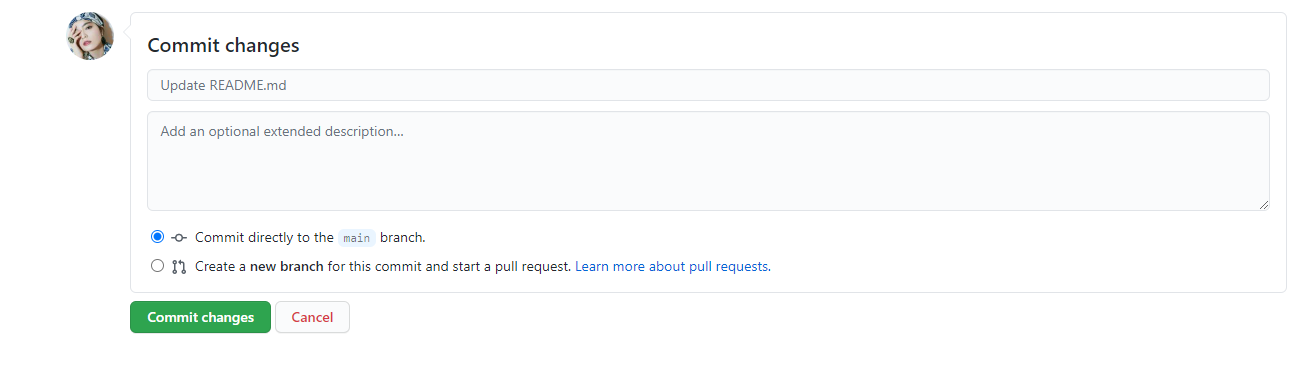 Commit changes
Update README.md
Add an optional extended description...
Commit directly to the main branch.
Create a new branch for this commit and start a pull request. Learn more about pull requests.
Commit changes Cancel